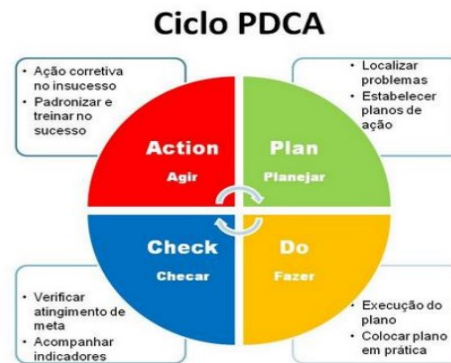 Ciclo PDCA
• Ação corretiva
no insucesso
• Padronizar e
treinar no
sucesso
• Localizar
problemas
• Estabelecer
planos de
ação
Action
Agir
Plan
Planejar
Check
Checar
Do
Fazer
• Verificar
atingimento de
meta
• Acompanhar
indicadores
• Execução do
plano
• Colocar plano
em prática